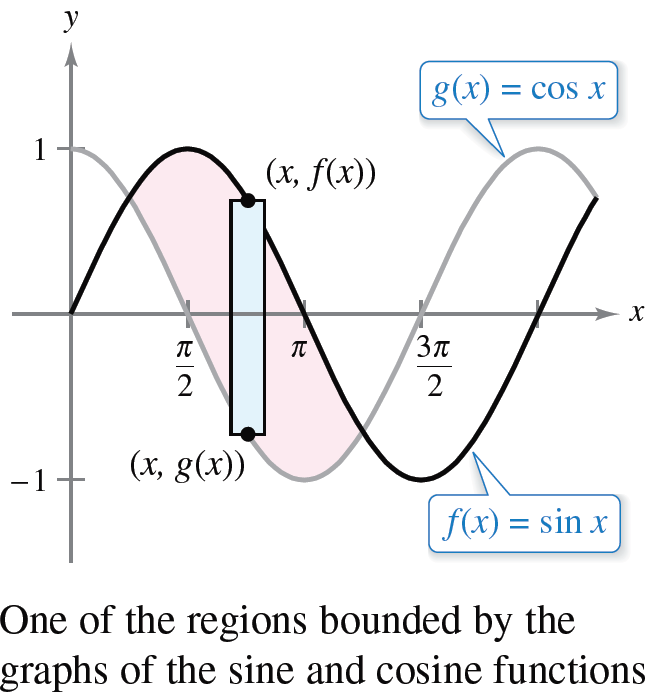 y
g(x) = cos x
1
(x, f(x))
x
π/2
π
3π/2
(x, g(x))
−1
f(x) = sin x
One of the regions bounded by the
graphs of the sine and cosine functions